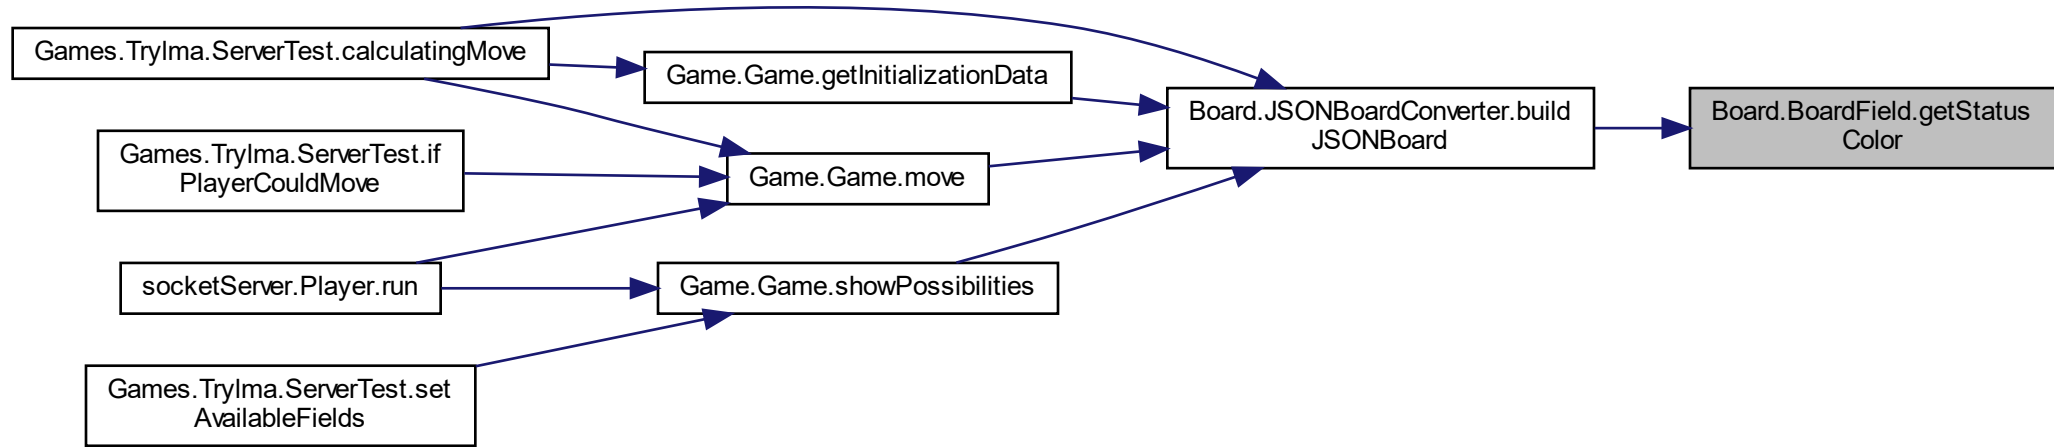 Games.Trylma.ServerTest.calculatingMove
Game.Game.getInitializationData
Board.JSONBoardConverter.build
JSONBoard
Board.BoardField.getStatus
Color
Games.Trylma.ServerTest.if
PlayerCouldMove
Game.Game.move
socketServer.Player.run
Game.Game.showPossibilities
Games.Trylma.ServerTest.set
AvailableFields